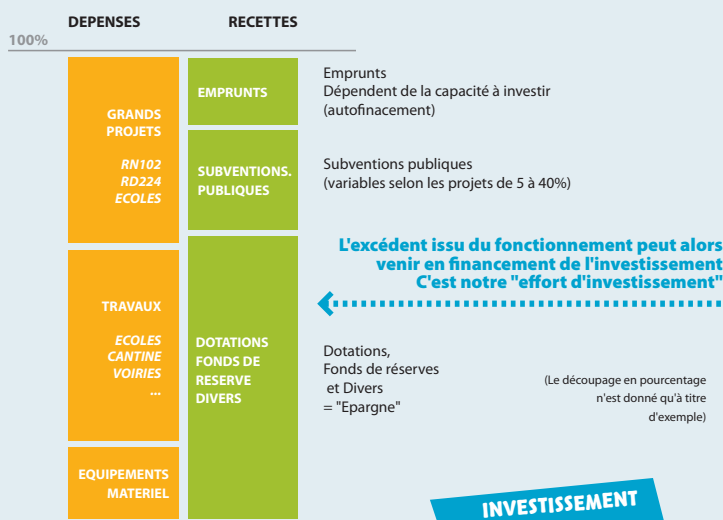 DEPENSES
RECETTES
100%
GRANDS
PROJETS
RN102
RD224
ECOLES
EMPRUNTS
Emprunts
Dépendent de la capacité à investir
(autofinacement)
SUBVENTIONS.
PUBLIQUES
Subventions publiques
(variables selon les projets de 5 à 40%)
L'excédent issu du fonctionnement peut alors
venir en financement de l'investissement
C'est notre "effort d'investissement"
TRAVAUX
ECOLES
CANTINE
VOIRIES
...
DOTATIONS
FONDS DE
RESERVE
DIVERS
Dotations,
Fonds de réserves
et Divers
= "Epargne"
(Le découpage en pourcentage
n'est donné qu'à titre
d'exemple)
EQUIPEMENTS
MATERIEL
INVESTISSEMENT